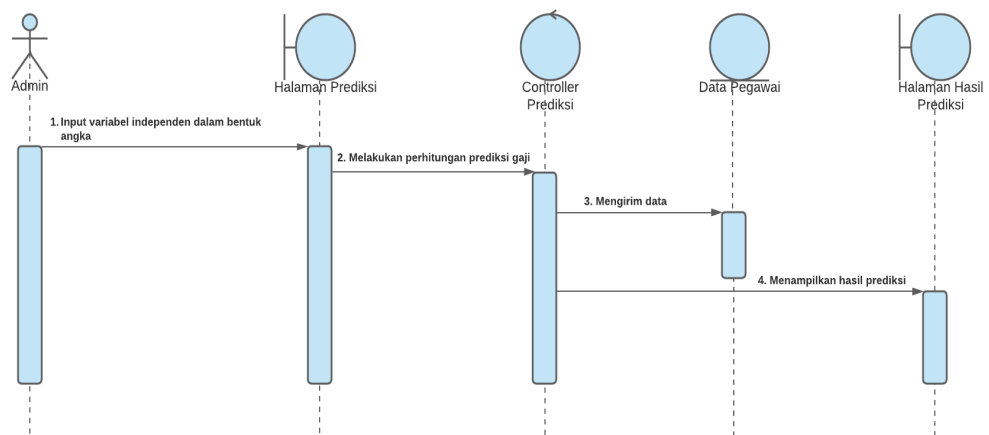 Admin
Halaman Prediksi
Controller
Prediksi
Data Pegawai
Halaman Hasil
Prediksi
1. Input variabel independen dalam bentuk
angka
2. Melakukan perhitungan prediksi gaji
3. Mengirim data
4. Menampilkan hasil prediksi